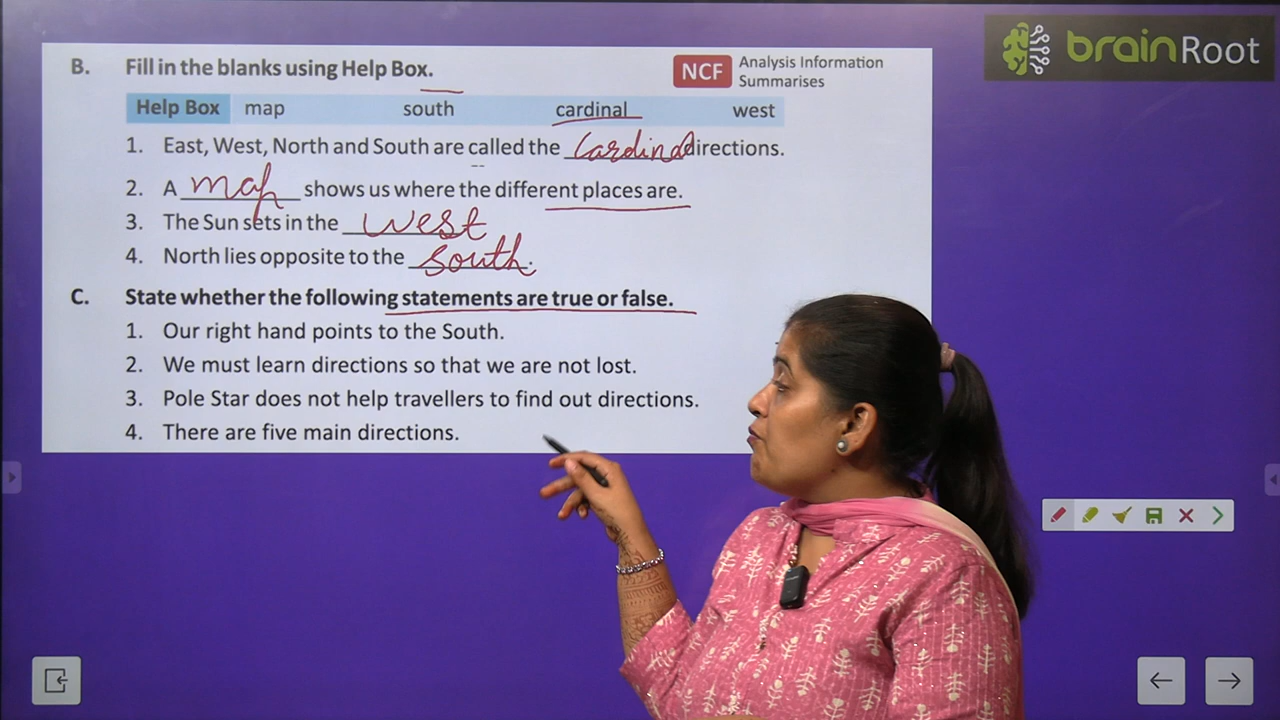 brainRoot
B. Fill in the blanks using Help Box.
NCF Analysis Information
Summarises
Help Box map south cardinal west
1. East, West, North and South are called the cardinal directions.
2. A map shows us where the different places are.
3. The Sun sets in the west
4. North lies opposite to the south.
C. State whether the following statements are true or false.
1. Our right hand points to the South.
2. We must learn directions so that we are not lost.
3. Pole Star does not help travellers to find out directions.
4. There are five main directions.